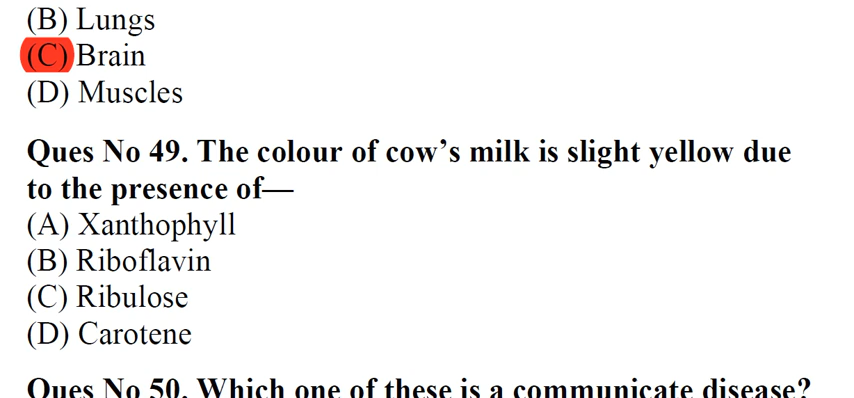 (B) Lungs
(C) Brain
(D) Muscles
Ques No 49. The colour of cow’s milk is slight yellow due
to the presence of—
(A) Xanthophyll
(B) Riboflavin
(C) Ribulose
(D) Carotene
Ques No 50. Which one of these is a communicate disease?